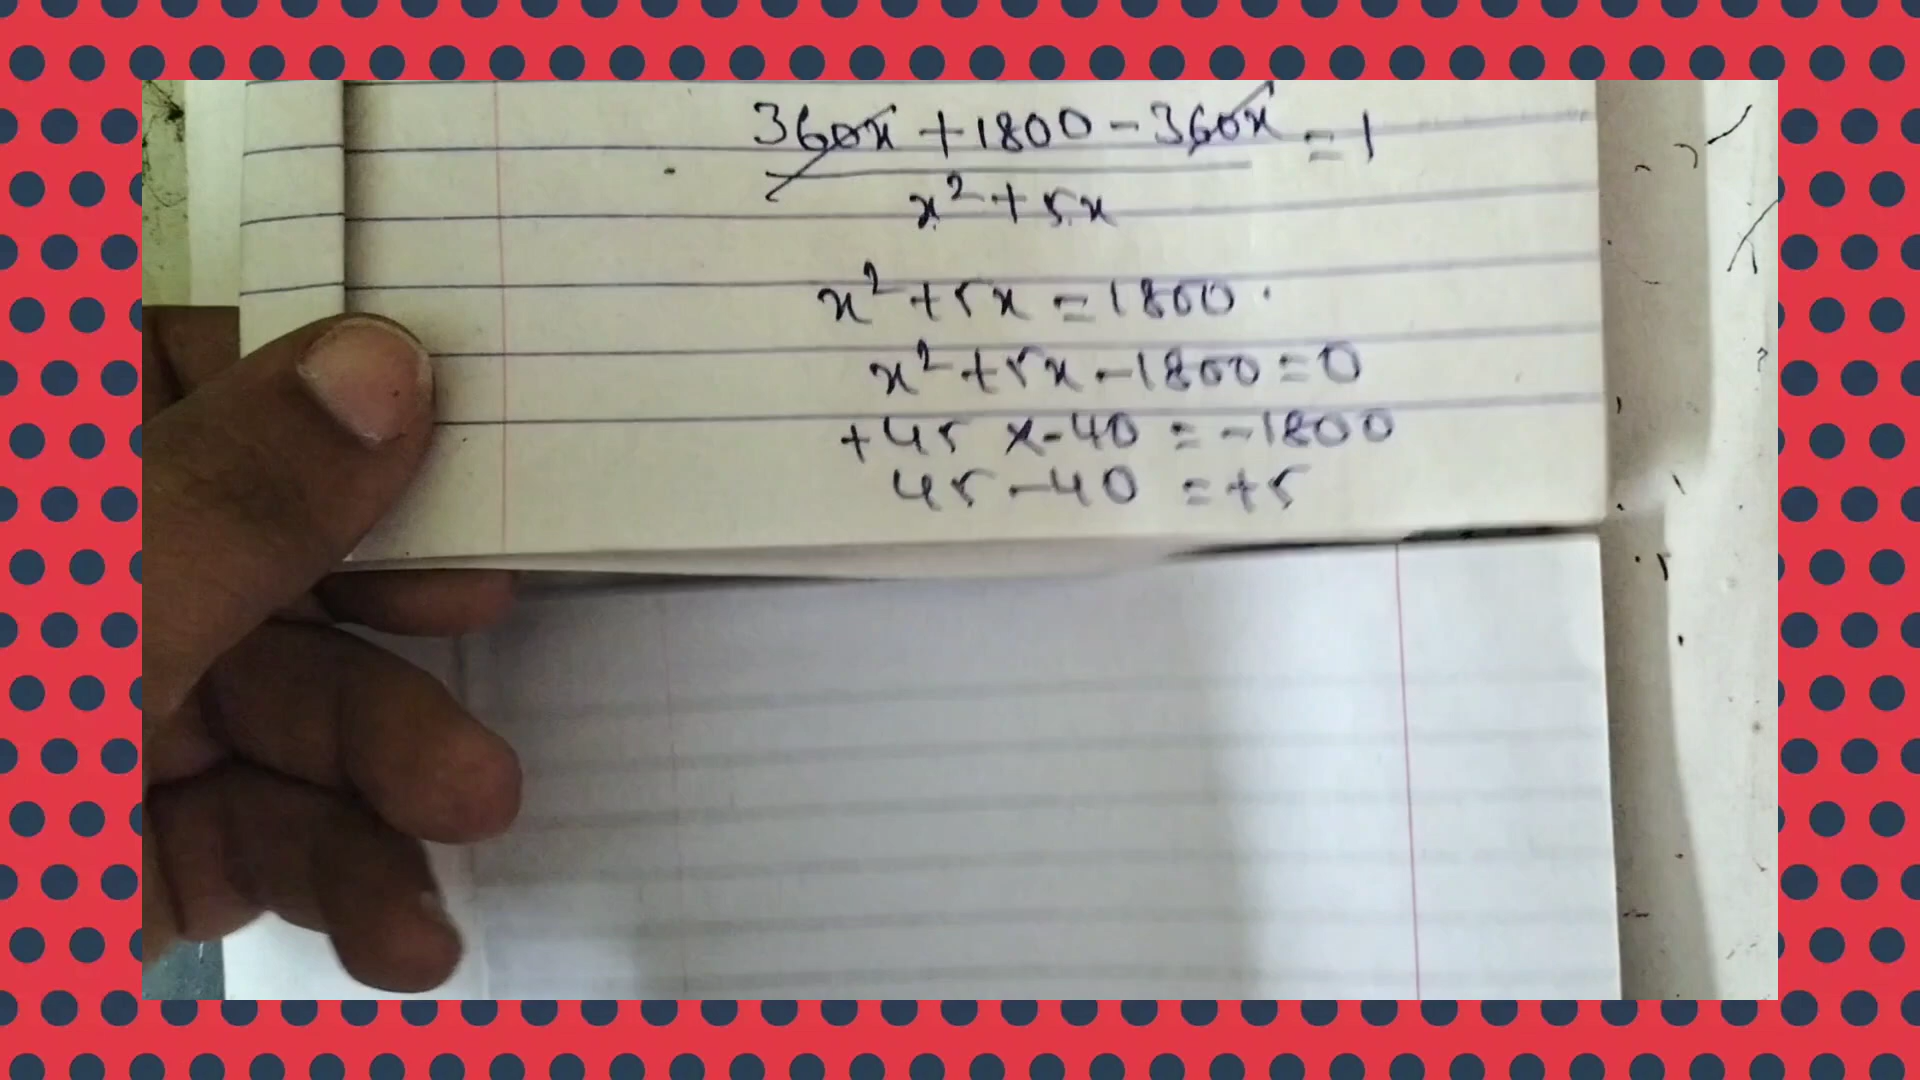 360x + 1800 - 360x = 1
x² + 5x
x² + 5x = 1800
x² + 5x - 1800 = 0
+45 x -40 = -1800
45 - 40 = +5